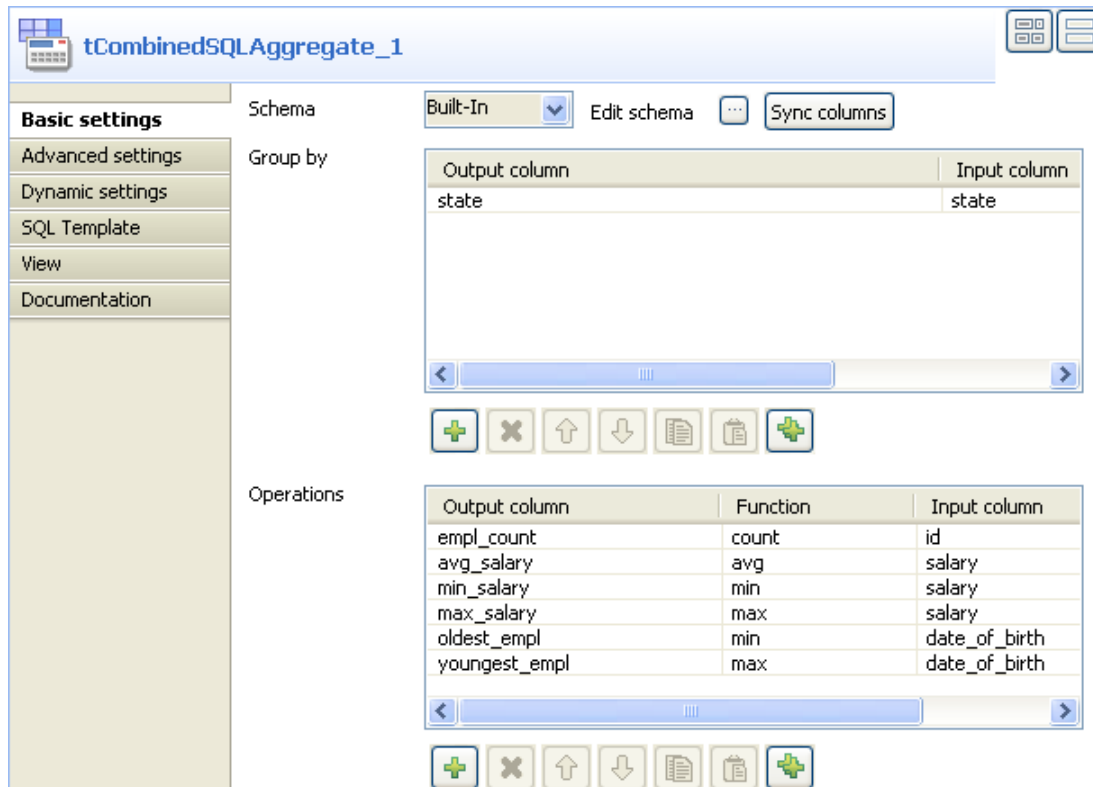 tCombinedSQLAggregate_1
Basic settings
Advanced settings
Dynamic settings
SQL Template
View
Documentation
Schema Built-In Edit schema ... Sync columns
Group by
Output column Input column
state state
Operations
Output column Function Input column
empl_count count id
avg_salary avg salary
min_salary min salary
max_salary max salary
oldest_empl min date_of_birth
youngest_empl max date_of_birth